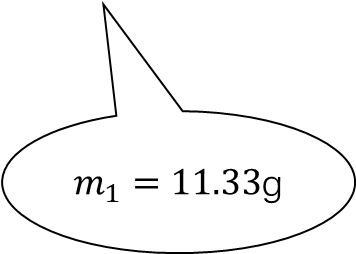 m₁ = 11.33g